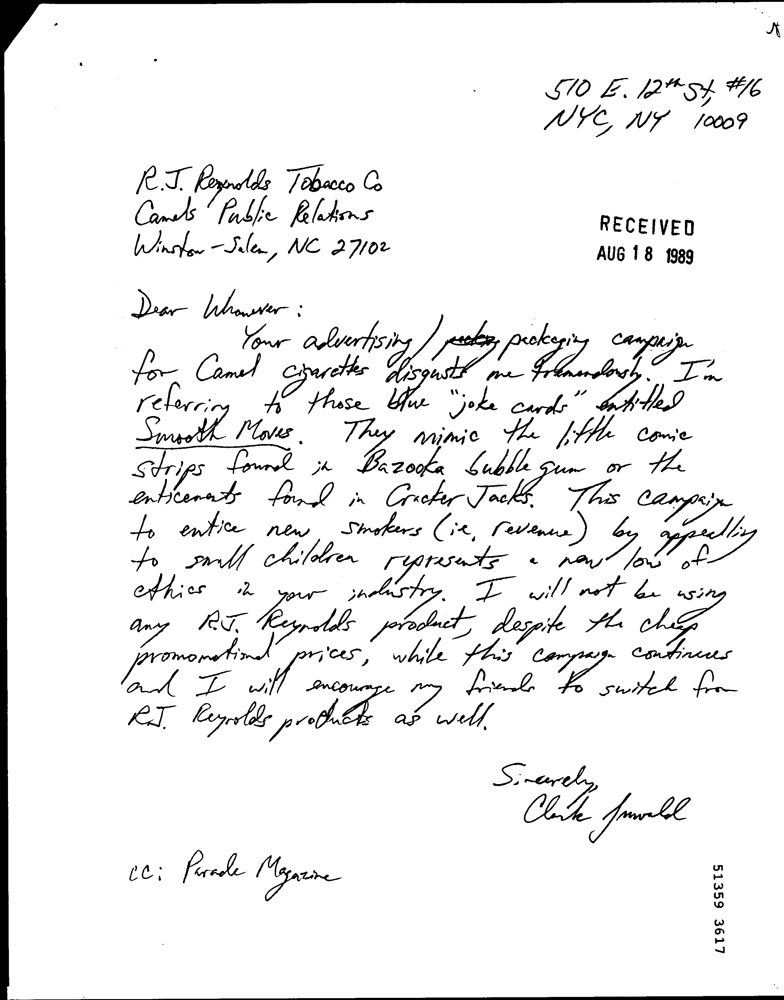 510 E. 12th St, #16
NYC, NY 10009
R.J. Reynolds Tobacco Co
Camels Public Relations
Winston-Salem, NC 27102
RECEIVED
AUG 18 1989
Dear Whomever:
Your advertising/packaging campaign
for Camel cigarettes disgusts me tremendously. I'm
referring to those blue "joke cards" entitled
Smooth Moves. They mimic the little comic
strips found in Bazooka bubble gum or the
enticements found in Cracker Jacks. This campaign
to entice new smokers (ie, revenue) by appealling
to small children represents a new low of
ethics in your industry. I will not be using
any R.J. Reynolds product, despite the cheap
promomotional prices, while this campaign continues
and I will encourage my friends to switch from
R.J. Reynolds products as well.
Sincerely,
Clark
cc: Parade Magazine
51359 3617